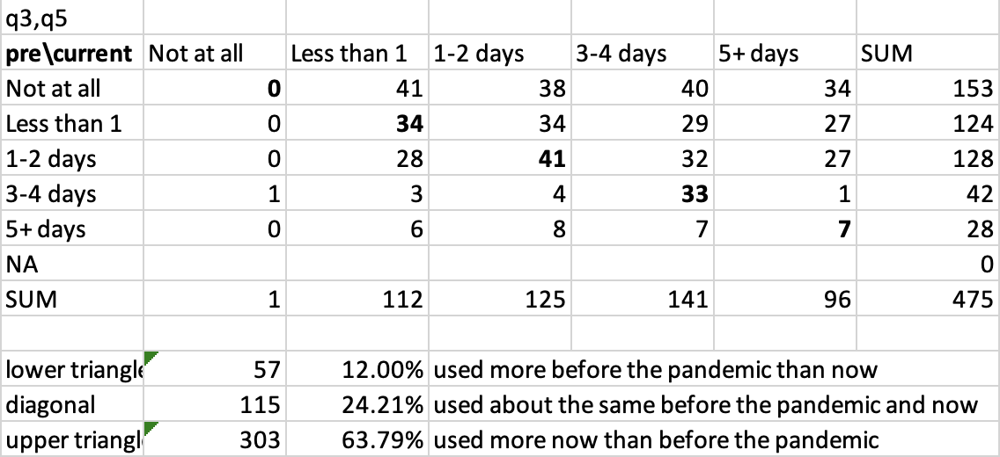 q3,q5
pre\current Not at all Less than 1 1-2 days 3-4 days 5+ days SUM
Not at all 0 41 38 40 34 153
Less than 1 0 34 34 29 27 124
1-2 days 0 28 41 32 27 128
3-4 days 1 3 4 33 1 42
5+ days 0 6 8 7 7 28
NA 0
SUM 1 112 125 141 96 475
lower triangle 57 12.00% used more before the pandemic than now
diagonal 115 24.21% used about the same before the pandemic and now
upper triangl 303 63.79% used more now than before the pandemic